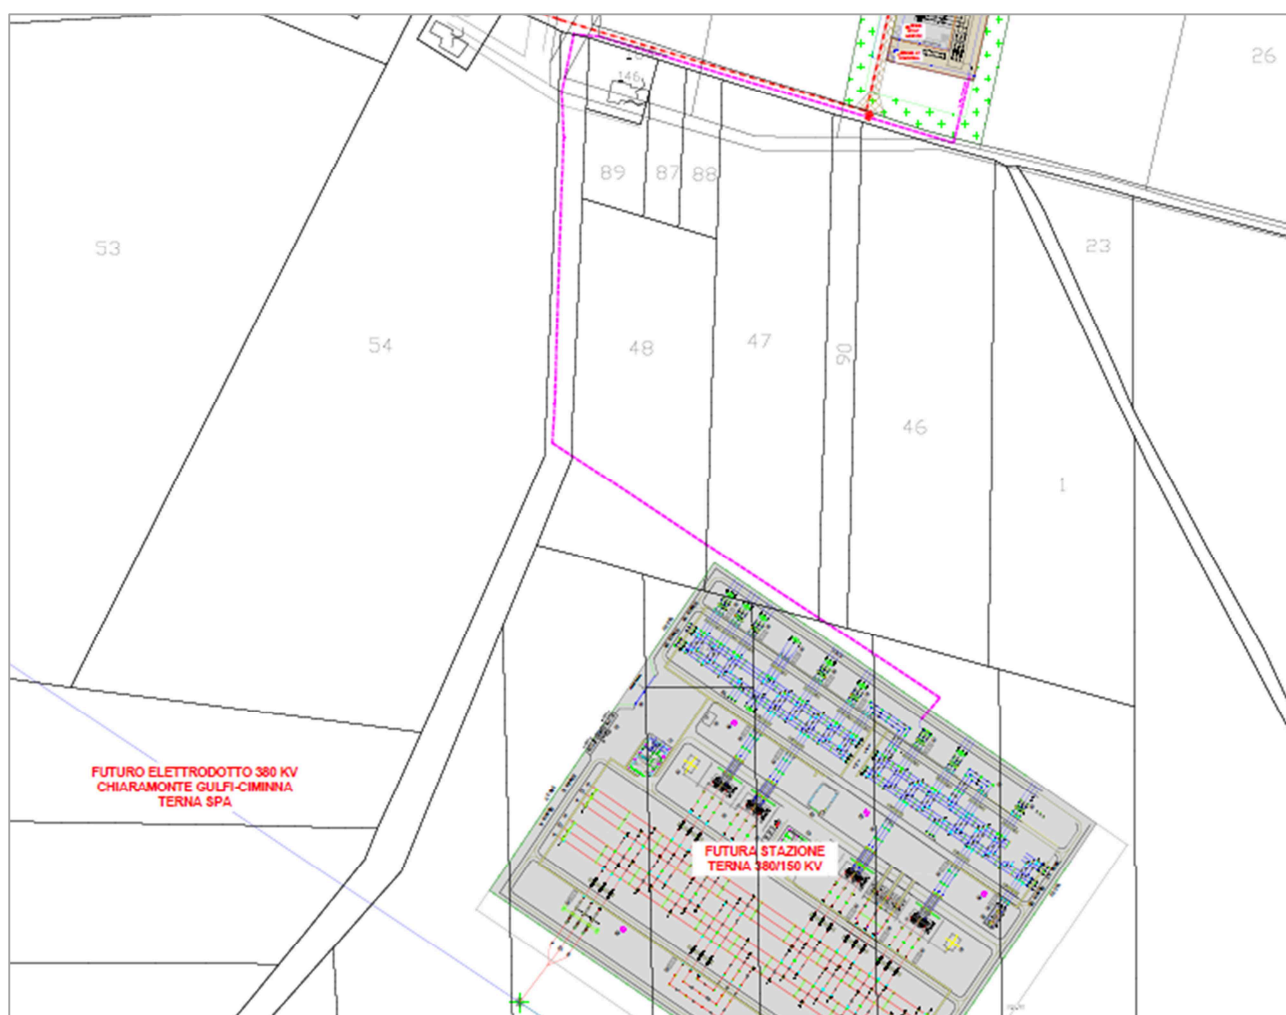 26
146
89
87
88
53
23
54
48
47
90
46
1
FUTURO ELETTRODOTTO 380 KV
CHIARAMONTE GULFI-CIMINNA
TERNA SPA
FUTURA STAZIONE
TERNA 380/150 KV